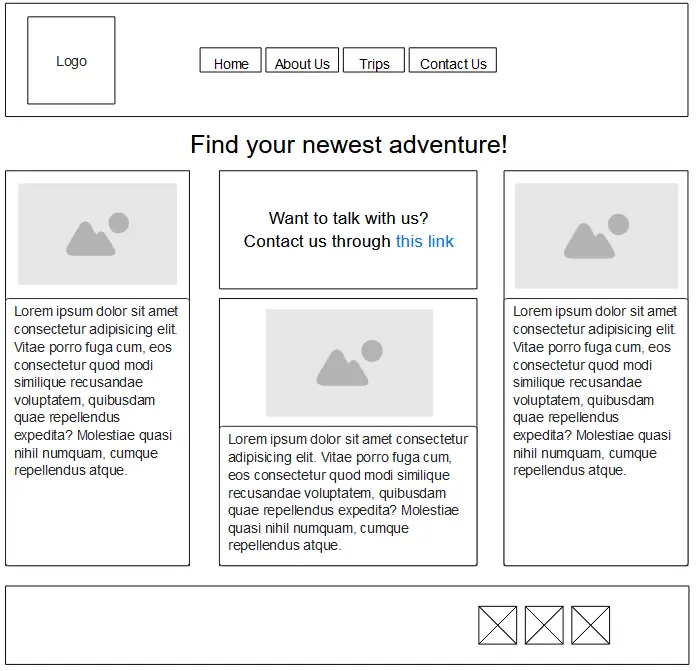 Logo
Home
About Us
Trips
Contact Us
Find your newest adventure!
Lorem ipsum dolor sit amet
consectetur adipisicing elit.
Vitae porro fuga cum, eos
consectetur quod modi
similique recusandae
voluptatem, quibusdam
quae repellendus
expedita? Molestiae quasi
nihil numquam, cumque
repellendus atque.
Want to talk with us?
Contact us through this link
Lorem ipsum dolor sit amet consectetur
adipisicing elit. Vitae porro fuga cum,
eos consectetur quod modi similique
recusandae voluptatem, quibusdam
quae repellendus expedita? Molestiae
quasi nihil numquam, cumque
repellendus atque.
Lorem ipsum dolor sit amet
consectetur adipisicing elit.
Vitae porro fuga cum, eos
consectetur quod modi
similique recusandae
voluptatem, quibusdam
quae repellendus
expedita? Molestiae quasi
nihil numquam, cumque
repellendus atque.